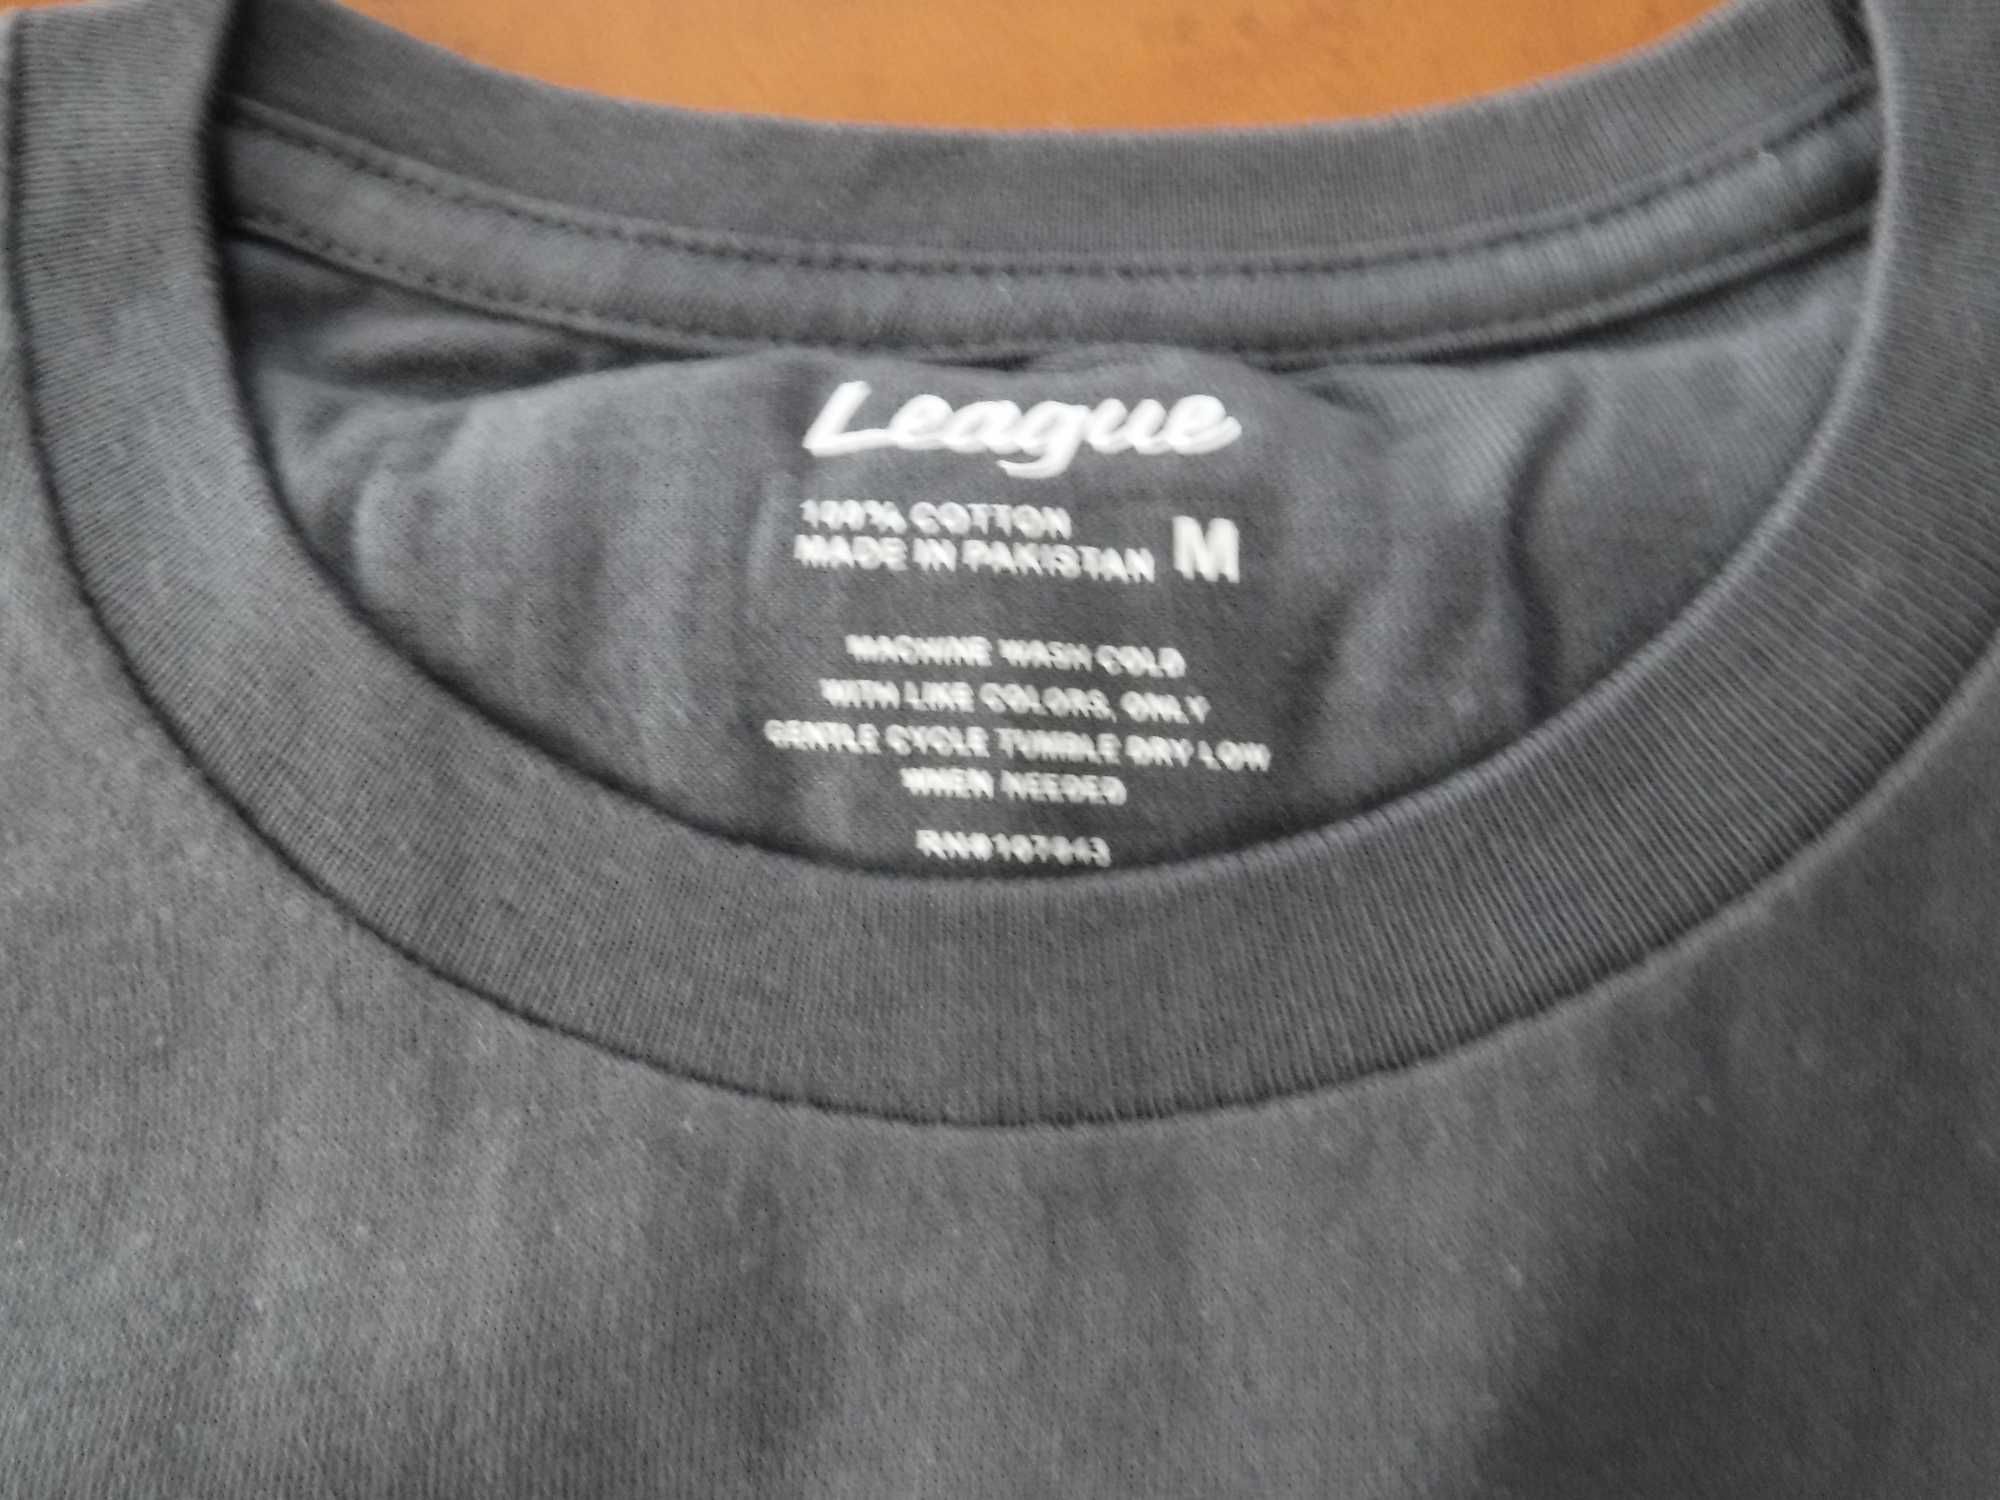 League
100% COTTON
MADE IN PAKISTAN M
MACHINE WASH COLD
WITH LIKE COLORS, ONLY
GENTLE CYCLE TUMBLE DRY LOW
WHEN NEEDED